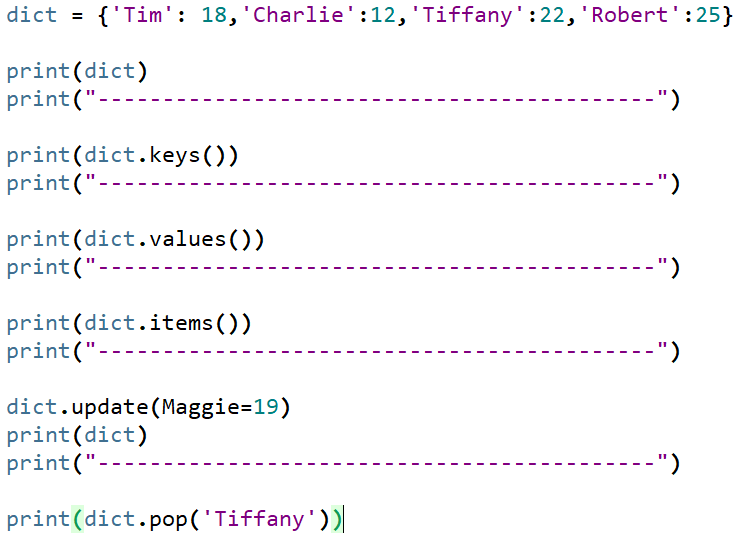 dict = {'Tim': 18,'Charlie':12,'Tiffany':22,'Robert':25}
print(dict)
print("-------------------------------------------")
print(dict.keys())
print("-------------------------------------------")
print(dict.values())
print("-------------------------------------------")
print(dict.items())
print("-------------------------------------------")
dict.update(Maggie=19)
print(dict)
print("-------------------------------------------")
print(dict.pop('Tiffany'))